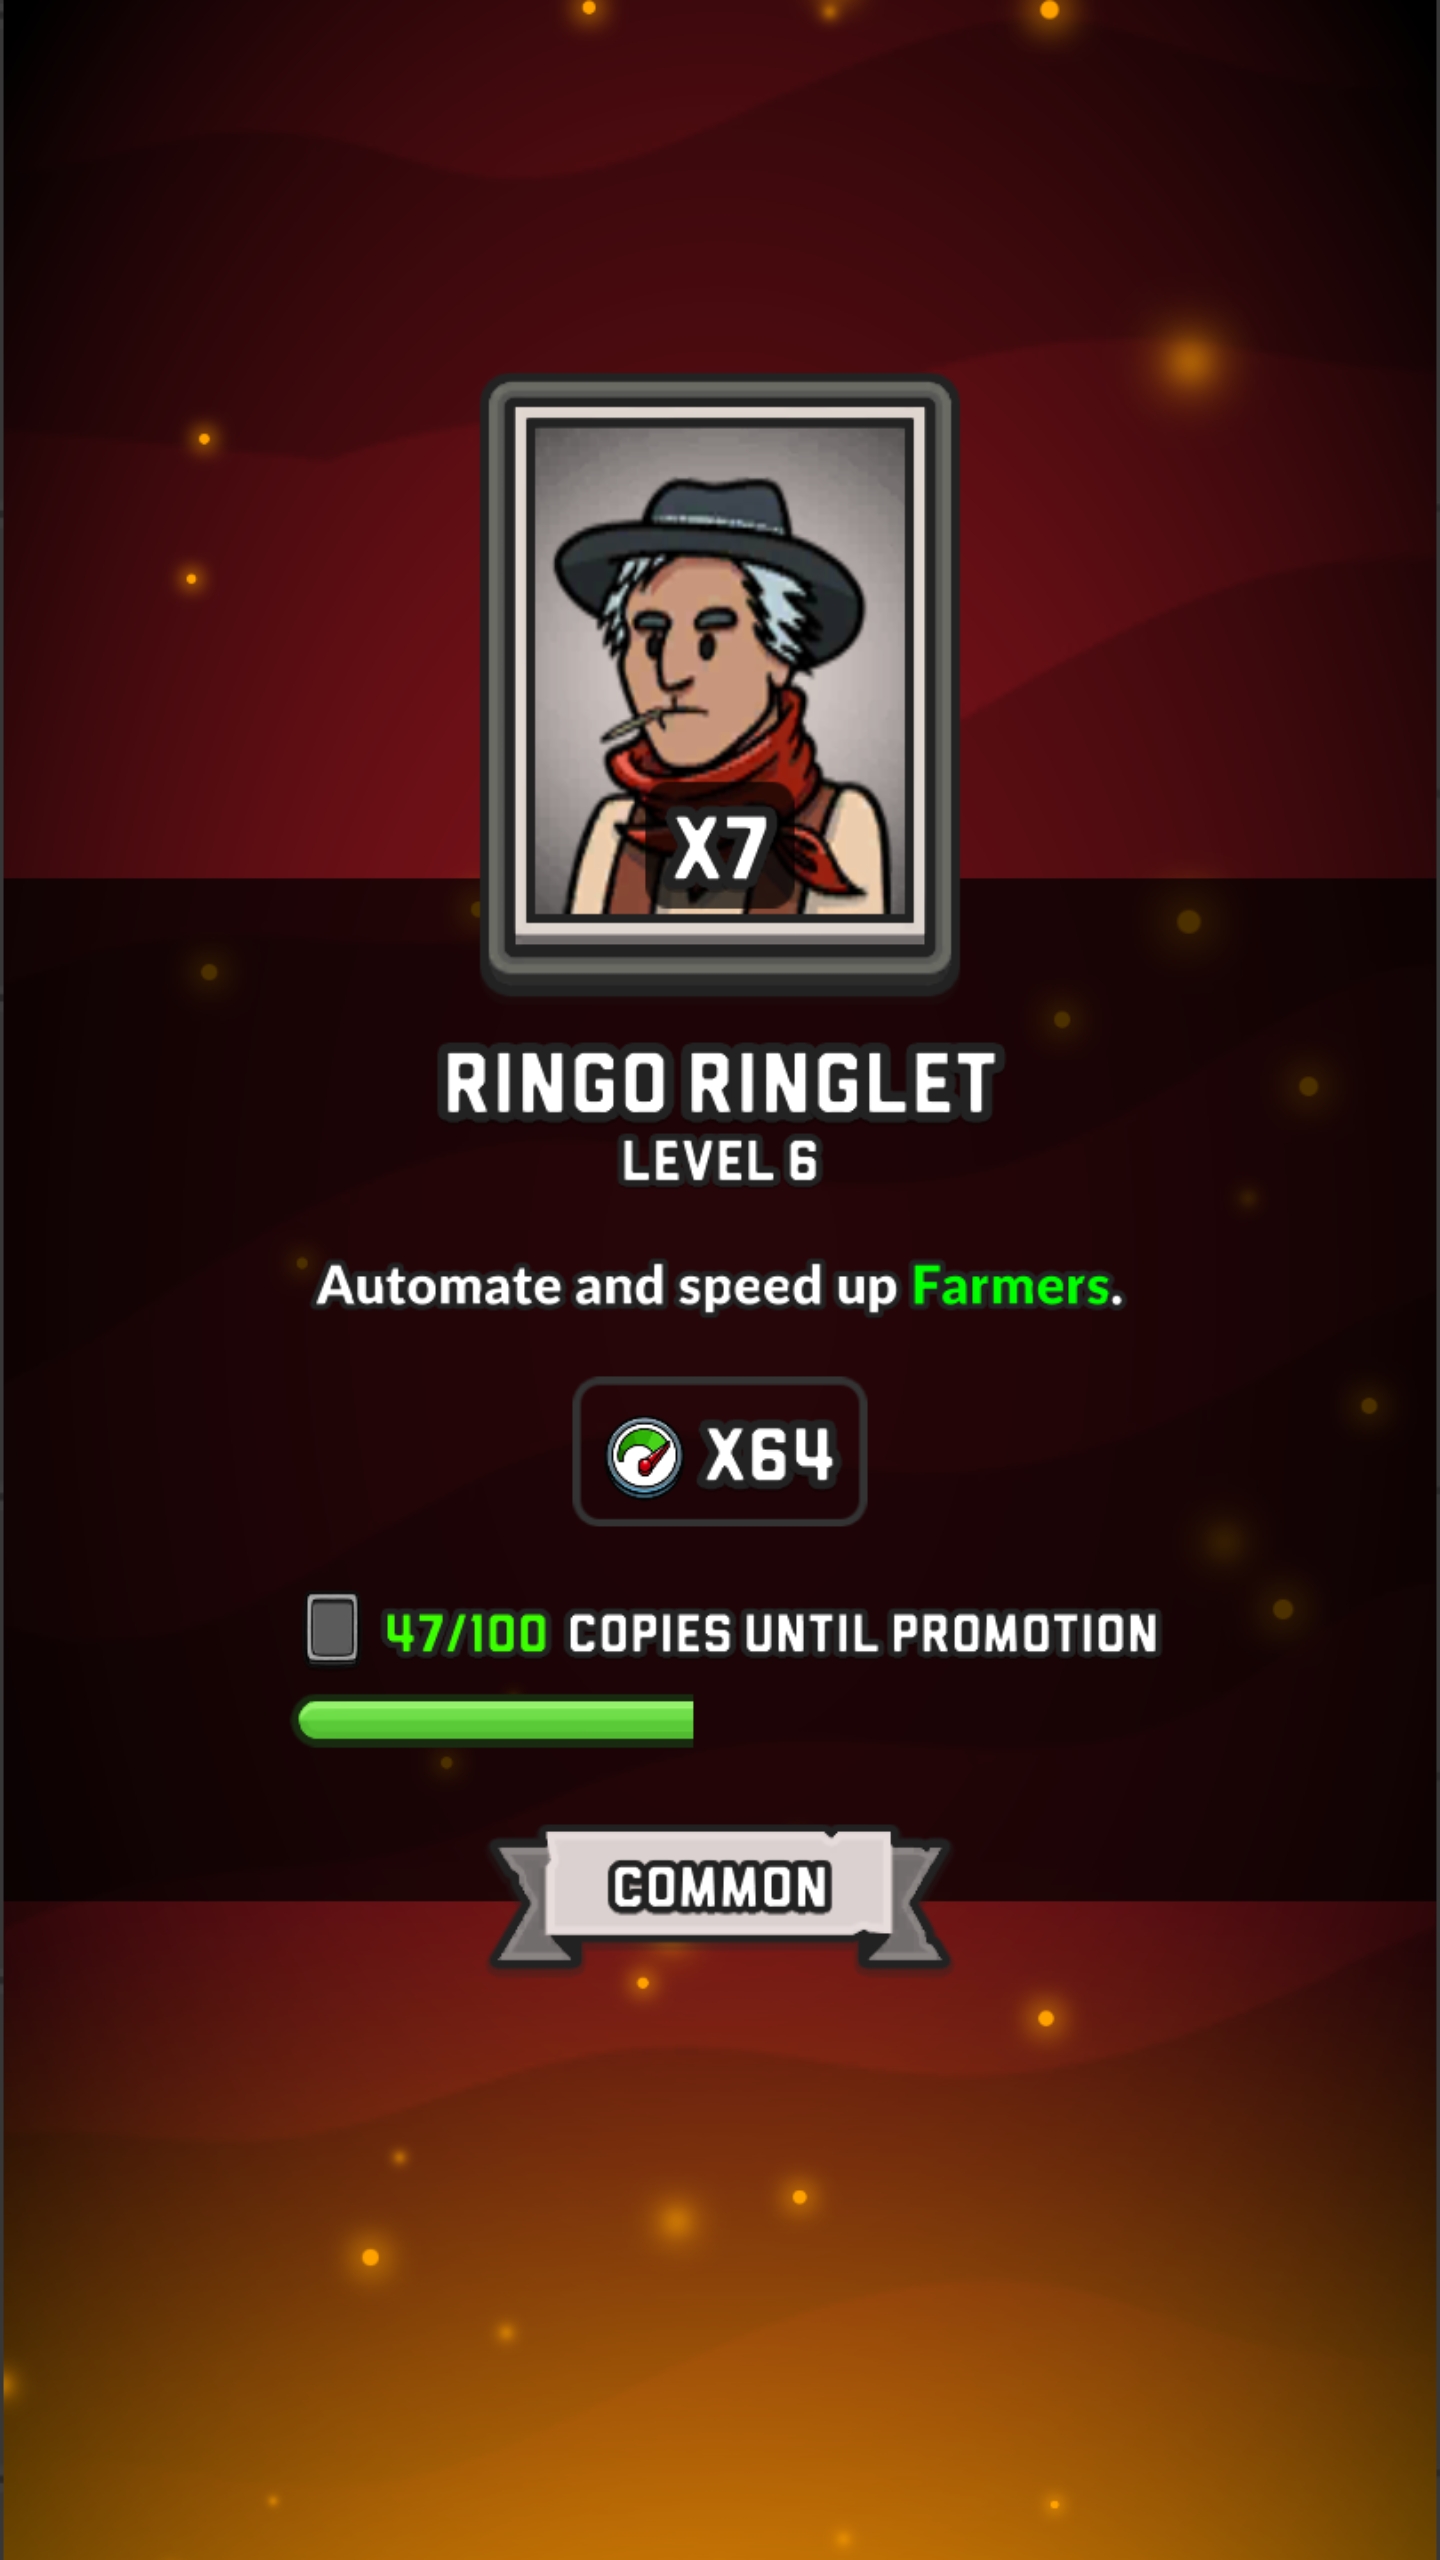 X7
RINGO RINGLET
LEVEL 6
Automate and speed up Farmers.
X64
47/100 COPIES UNTIL PROMOTION
COMMON